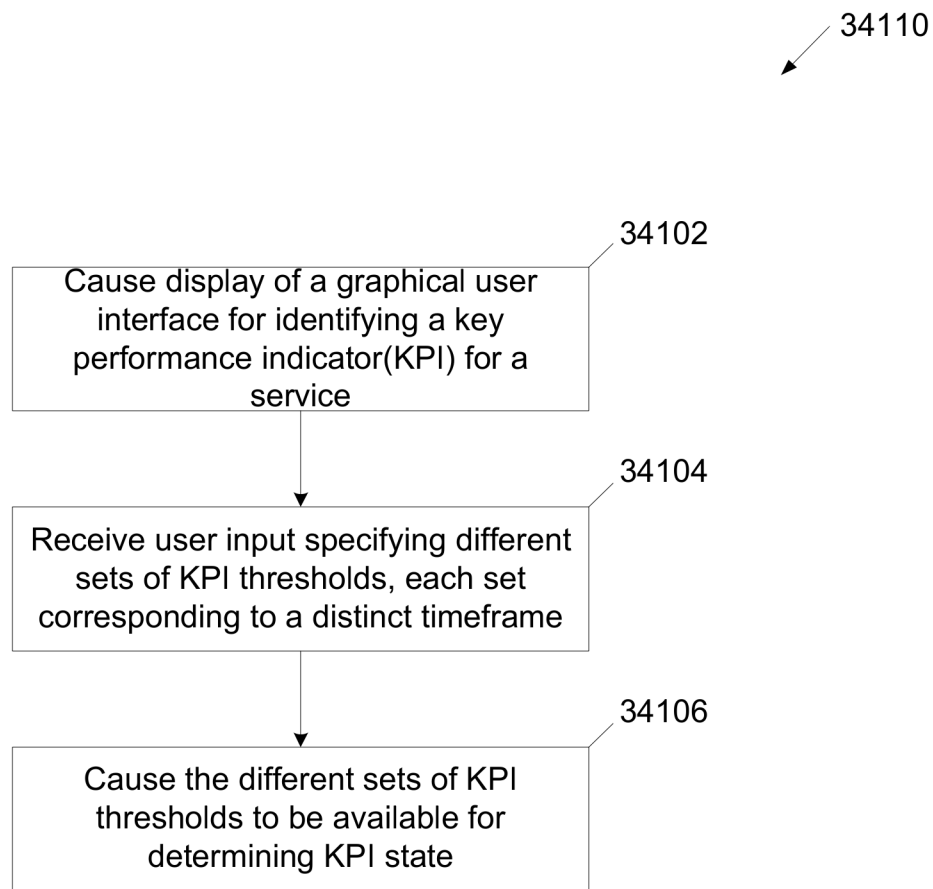 34110
34102
Cause display of a graphical user
interface for identifying a key
performance indicator(KPI) for a
service
34104
Receive user input specifying different
sets of KPI thresholds, each set
corresponding to a distinct timeframe
34106
Cause the different sets of KPI
thresholds to be available for
determining KPI state